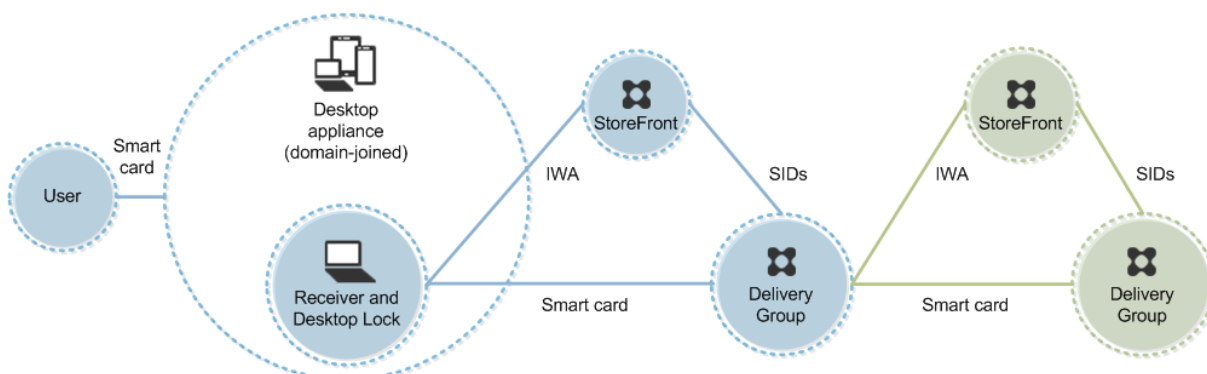 Smart
card
User
Desktop
appliance
(domain-joined)
Receiver and
Desktop Lock
IWA
StoreFront
SIDs
Smart card
Delivery
Group
IWA
StoreFront
SIDs
Smart card
Delivery
Group